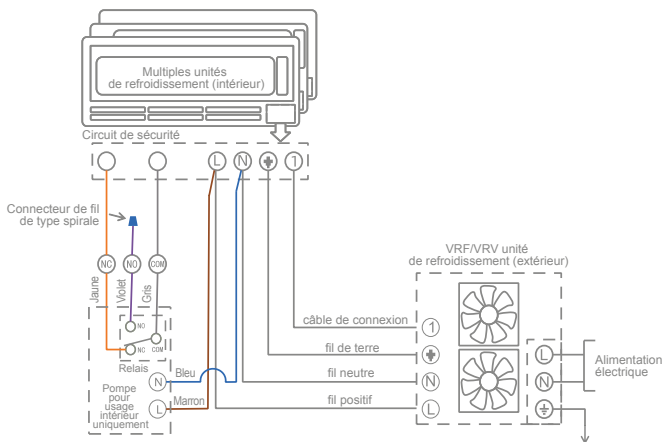 Multiples unités
de refroidissement (intérieur)
Circuit de sécurité
L
N
1
Connecteur de fil
de type spirale
NC
NO
COM
Jaune
Violet
Gris
NO
NC
COM
Relais
Pompe
pour
usage
intérieur
uniquement
N
L
Bleu
Marron
VRF/VRV unité
de refroidissement (extérieur)
câble de connexion
1
fil de terre
fil neutre
N
fil positif
L
L
N
Alimentation
électrique